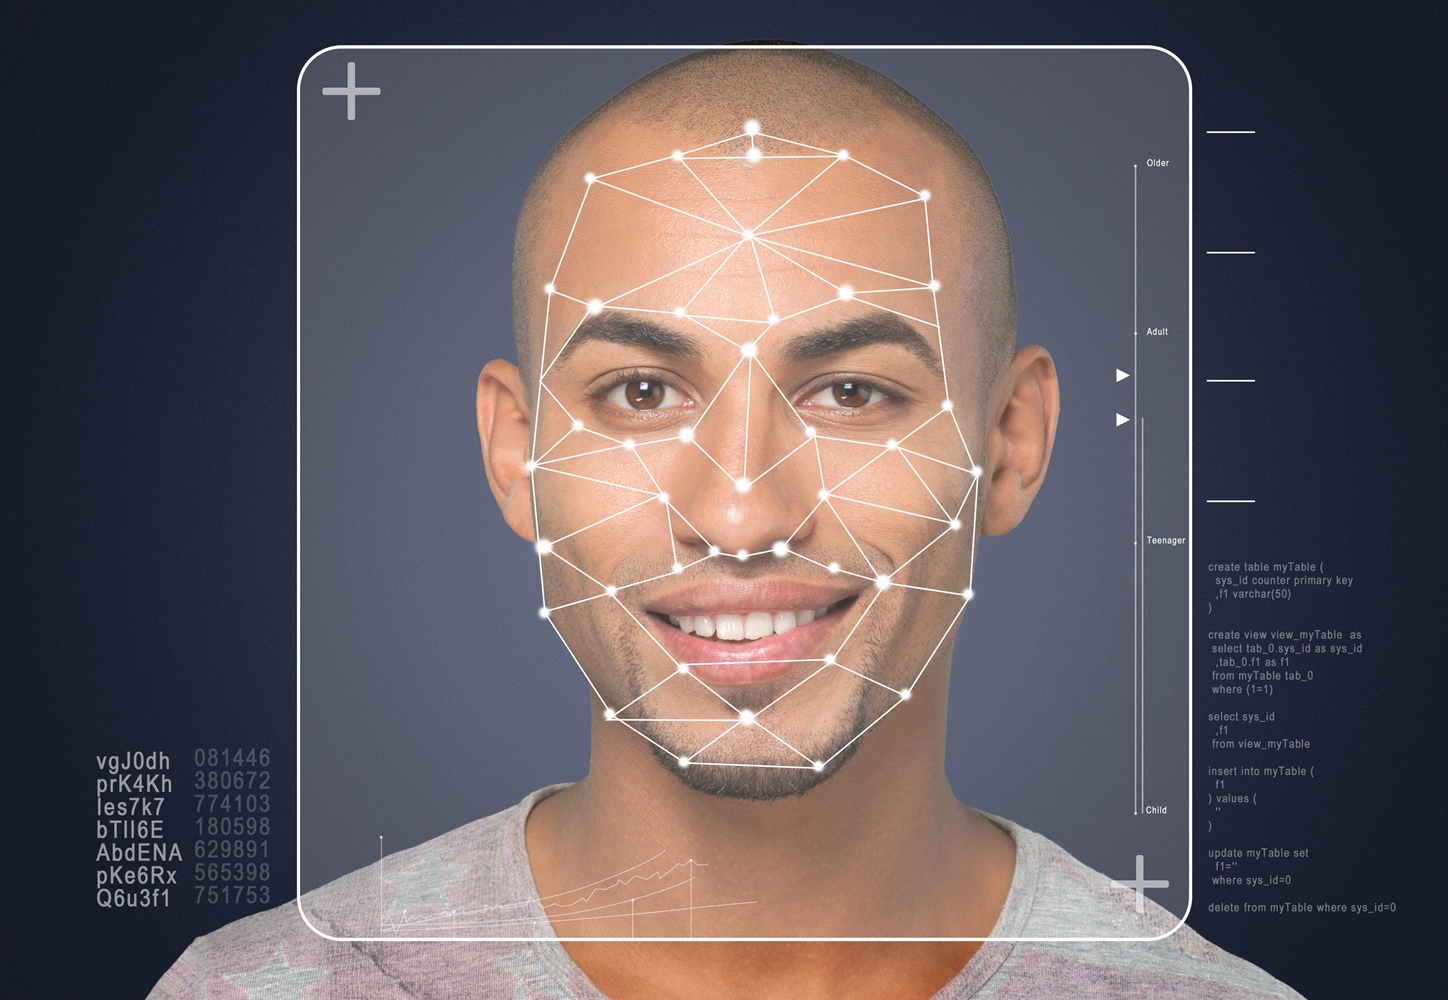 Older
Adult
Teenager
Child
create table myTable (
sys_id counter primary key
,f1 varchar(50)
)
create view view_myTable as
select tab_0.sys_id as sys_id
,tab_0.f1 as f1
from myTable tab_0
where (1=1)
select sys_id
,f1
from view_myTable
insert into myTable (
f1
) values (
''
)
update myTable set
f1=''
where sys_id=0
delete from myTable where sys_id=0
vgJ0dh 081446
prK4Kh 380672
Ies7k7 774103
bTII6E 180598
AbdENA 629891
pKe6Rx 565398
Q6u3f1 751753